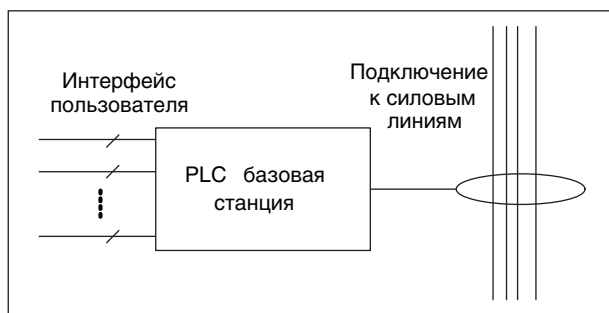 Интерфейс
пользователя
Подключение
к силовым
линиям
PLC базовая
станция